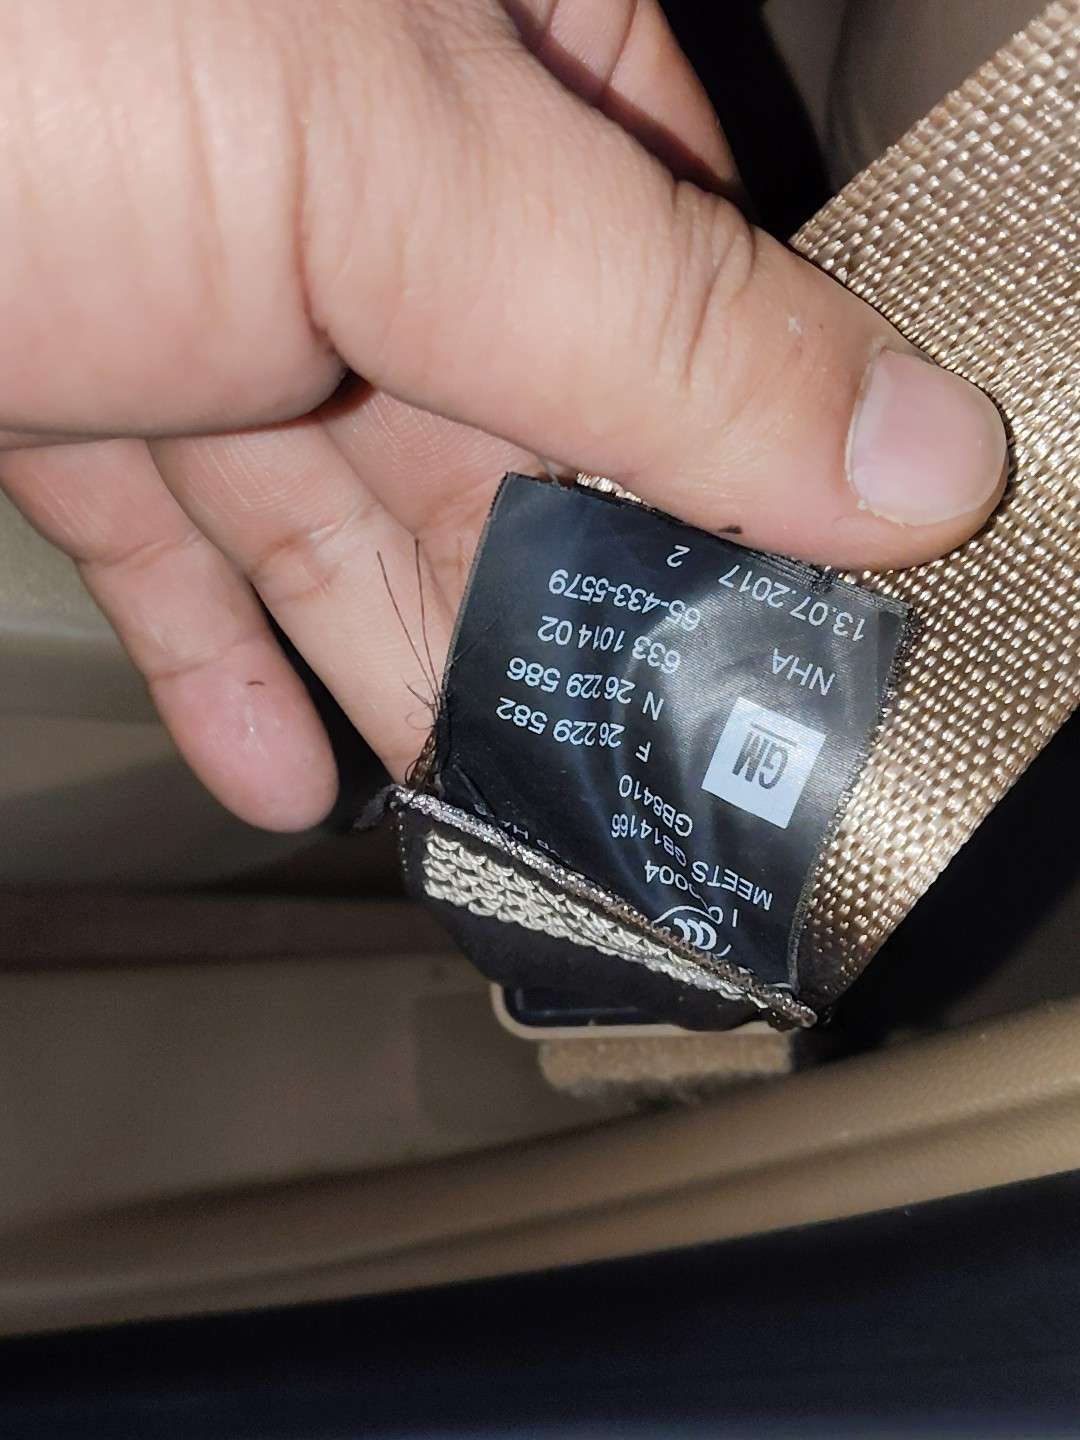 13.07.2017 2
NHA 65-433-5579
633 1014 02
GM N 26229 586
F 26229 582
GB8410
MEETS GB14166
CCC